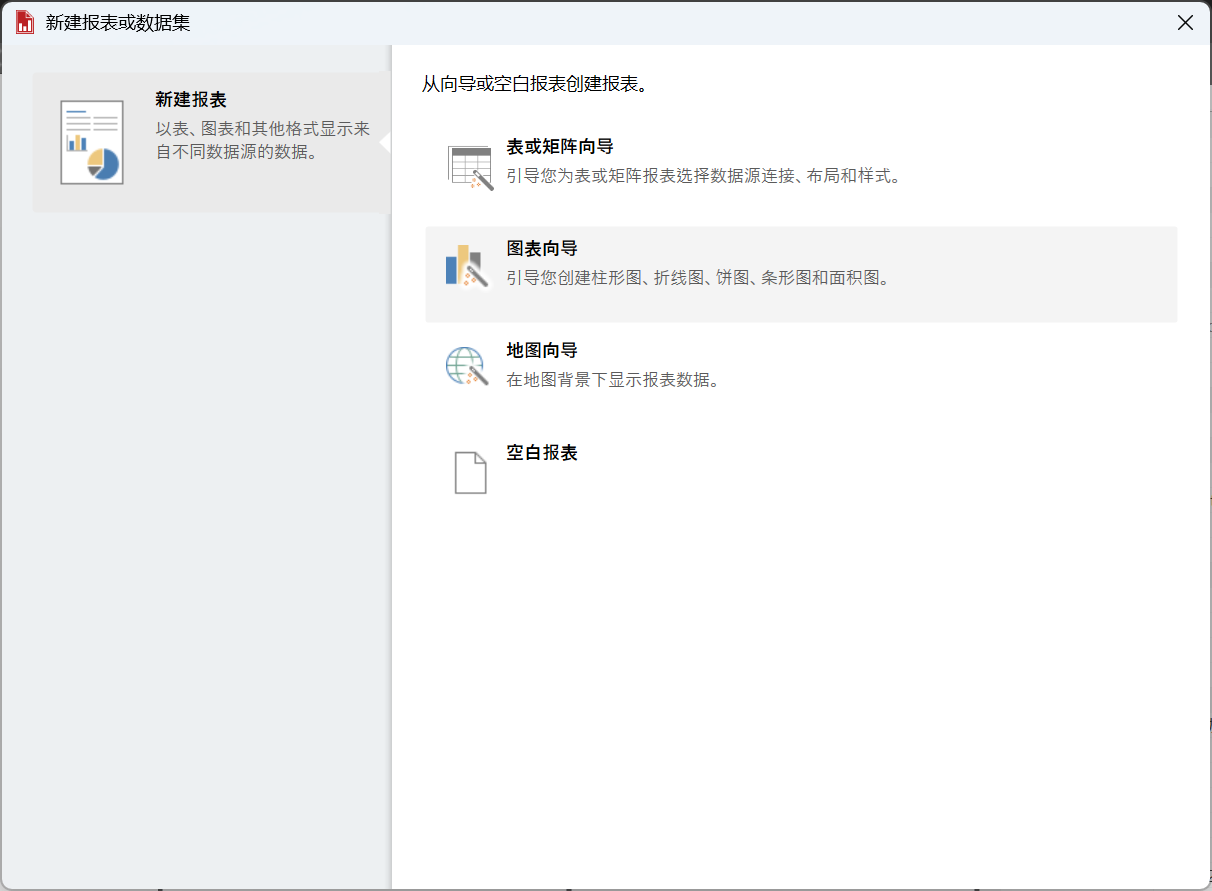 新建报表或数据集
新建报表
以表、图表和其他格式显示来
自不同数据源的数据。
从向导或空白报表创建报表。
表或矩阵向导
引导您为表或矩阵报表选择数据源连接、布局和样式。
图表向导
引导您创建柱形图、折线图、饼图、条形图和面积图。
地图向导
在地图背景下显示报表数据。
空白报表